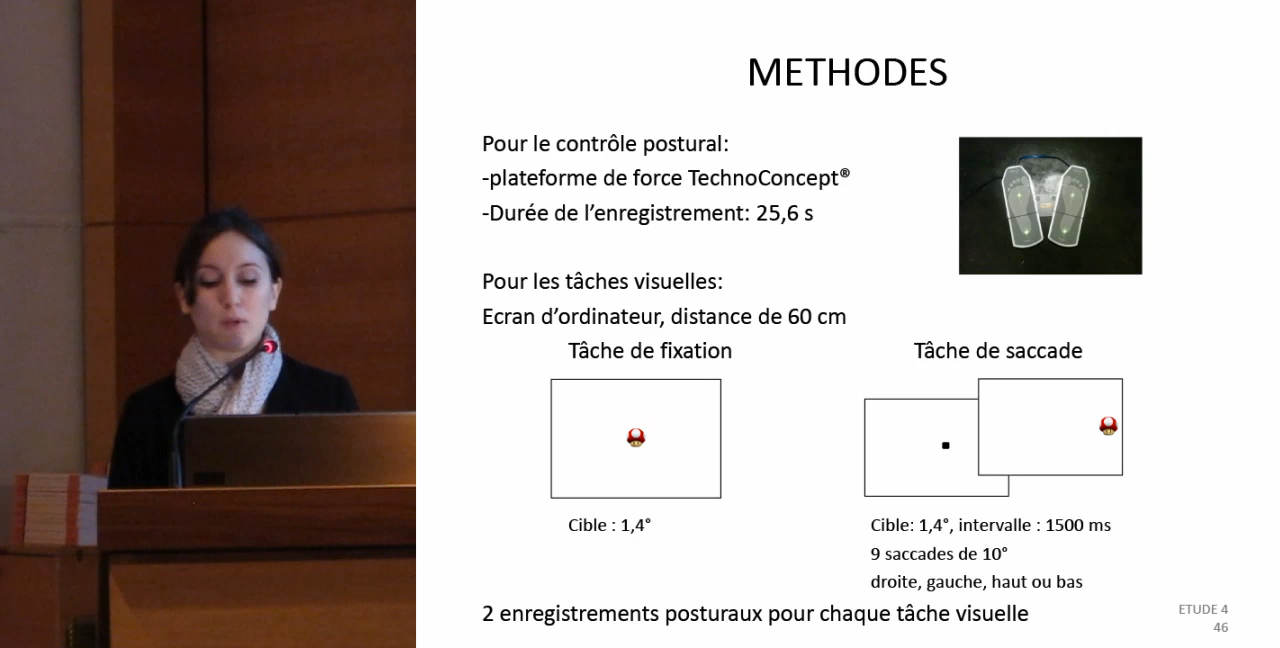 METHODES
Pour le contrôle postural:
-plateforme de force TechnoConcept®
-Durée de l’enregistrement: 25,6 s
Pour les tâches visuelles:
Ecran d’ordinateur, distance de 60 cm
Tâche de fixation
Tâche de saccade
Cible : 1,4°
Cible: 1,4°, intervalle : 1500 ms
9 saccades de 10°
droite, gauche, haut ou bas
2 enregistrements posturaux pour chaque tâche visuelle
ETUDE 4
46